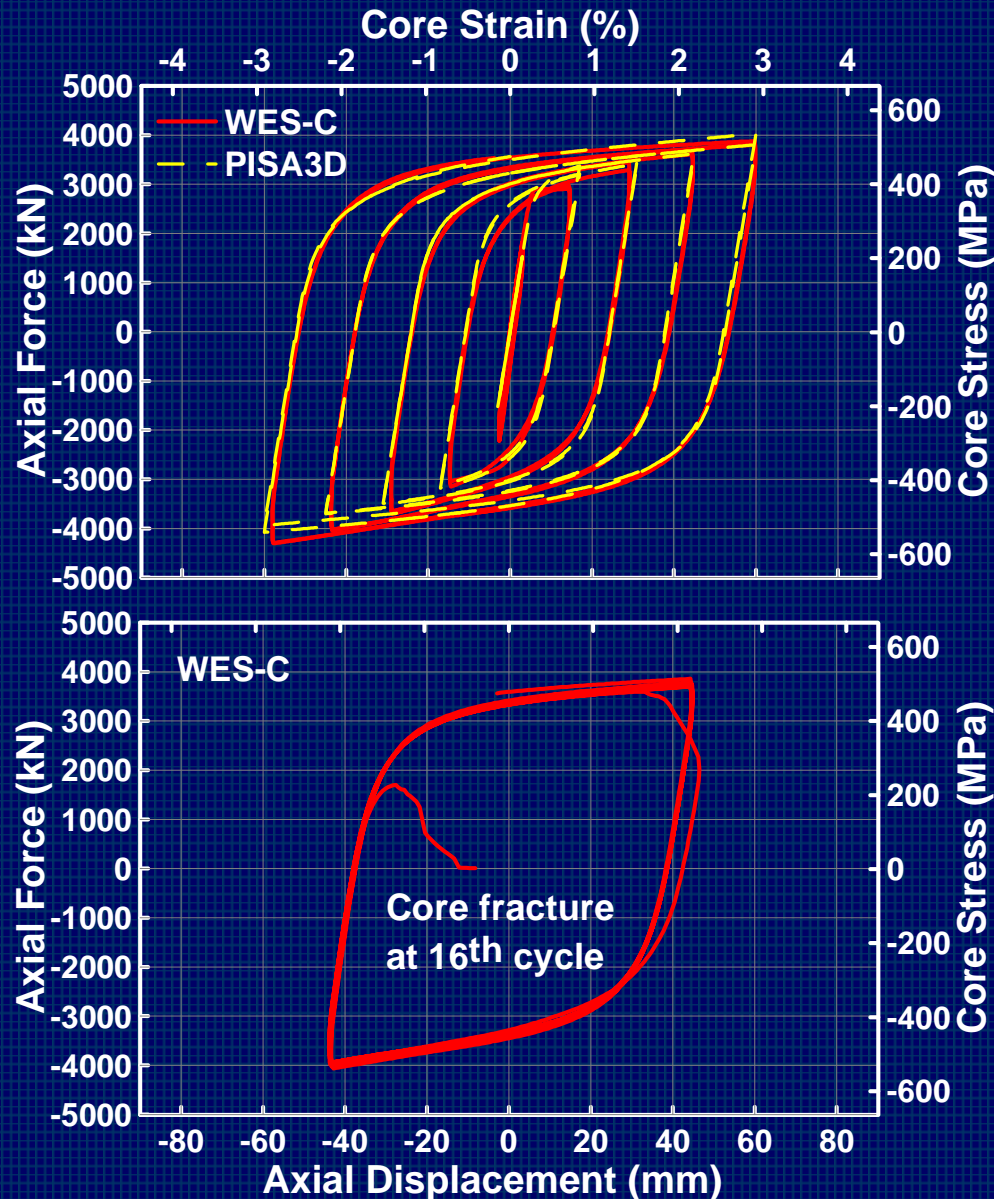 Core Strain (%)
-4 -3 -2 -1 0 1 2 3 4
5000
4000
3000
2000
1000
0
-1000
-2000
-3000
-4000
-5000
Axial Force (kN)
WES-C
PISA3D
600
400
200
0
-200
-400
-600
Core Stress (MPa)
5000
4000
3000
2000
1000
0
-1000
-2000
-3000
-4000
-5000
Axial Force (kN)
WES-C
Core fracture
at 16th cycle
600
400
200
0
-200
-400
-600
Core Stress (MPa)
-80 -60 -40 -20 0 20 40 60 80
Axial Displacement (mm)